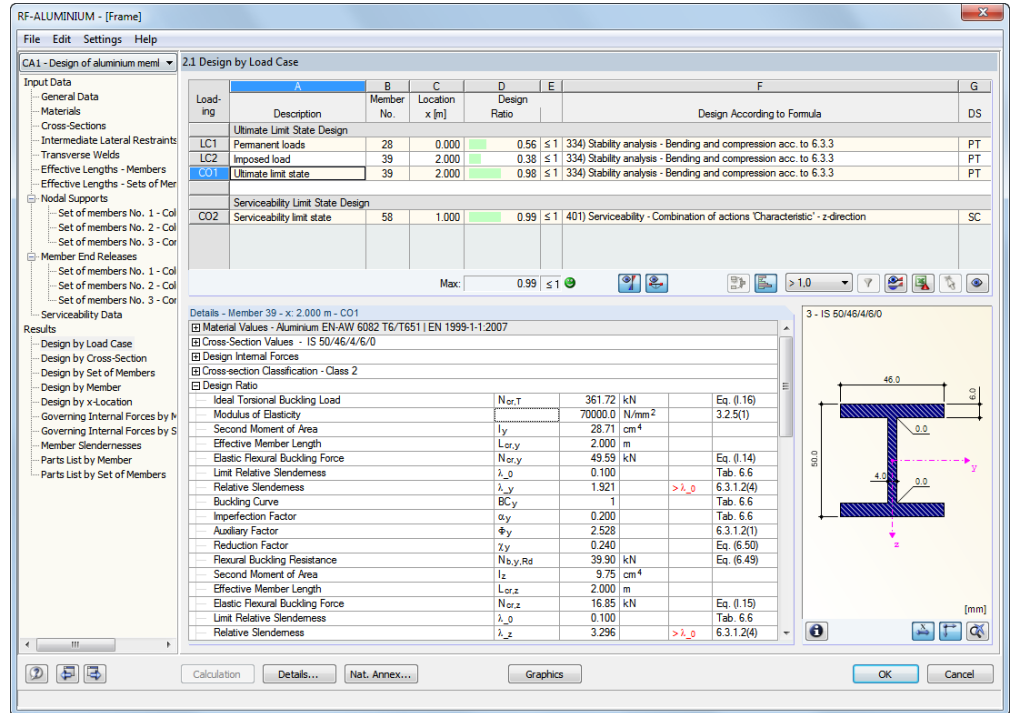 RF-ALUMINIUM - [Frame]
File Edit Settings Help
CA1 - Design of aluminium meml
2.1 Design by Load Case
Input Data
General Data
Materials
Cross-Sections
Intermediate Lateral Restraints
Transverse Welds
Effective Lengths - Members
Effective Lengths - Sets of Mer
Nodal Supports
Set of members No. 1 - Col
Set of members No. 2 - Col
Set of members No. 3 - Cor
Member End Releases
Set of members No. 1 - Col
Set of members No. 2 - Col
Set of members No. 3 - Cor
Serviceability Data
Results
Design by Load Case
Design by Cross-Section
Design by Set of Members
Design by Member
Design by x-Location
Governing Internal Forces by M
Governing Internal Forces by S
Member Slendernesses
Parts List by Member
Parts List by Set of Members
A B C D E F G
Load- Member Location Design
ing Description No. x [m] Ratio Design According to Formula DS
Ultimate Limit State Design
LC1 Permanent loads 28 0.000 0.56 ≤ 1 334) Stability analysis - Bending and compression acc. to 6.3.3 PT
LC2 Imposed load 39 2.000 0.38 ≤ 1 334) Stability analysis - Bending and compression acc. to 6.3.3 PT
CO1 Ultimate limit state 39 2.000 0.98 ≤ 1 334) Stability analysis - Bending and compression acc. to 6.3.3 PT
Serviceability Limit State Design
CO2 Serviceability limit state 58 1.000 0.99 ≤ 1 401) Serviceability - Combination of actions 'Characteristic' - z-direction SC
Max: 0.99 ≤ 1 > 1.0
Details - Member 39 - x: 2.000 m - CO1
Material Values - Aluminium EN-AW 6082 T6/T651 | EN 1999-1-1:2007
Cross-Section Values - IS 50/46/4/6/0
Design Internal Forces
Cross-section Classification - Class 2
Design Ratio
Ideal Torsional Buckling Load Ncr,T 361.72 kN Eq. (I.16)
Modulus of Elasticity 70000.0 N/mm2 3.2.5(1)
Second Moment of Area Iy 28.71 cm4
Effective Member Length Lcr,y 2.000 m
Elastic Flexural Buckling Force Ncr,y 49.59 kN Eq. (I.14)
Limit Relative Slenderness λ_0 0.100 Tab. 6.6
Relative Slenderness λ_y 1.921 > λ_0 6.3.1.2(4)
Buckling Curve BCy 1 Tab. 6.6
Imperfection Factor αy 0.200 Tab. 6.6
Auxiliary Factor Φy 2.528 6.3.1.2(1)
Reduction Factor χy 0.240 Eq. (6.50)
Flexural Buckling Resistance Nb,y,Rd 39.90 kN Eq. (6.49)
Second Moment of Area Iz 9.75 cm4
Effective Member Length Lcr,z 2.000 m
Elastic Flexural Buckling Force Ncr,z 16.85 kN Eq. (I.15)
Limit Relative Slenderness λ_0 0.100 Tab. 6.6
Relative Slenderness λ_z 3.296 > λ_0 6.3.1.2(4)
3 - IS 50/46/4/6/0
46.0
6.0
0.0
50.0
4.0
0.0
y
z
[mm]
Calculation Details... Nat. Annex... Graphics OK Cancel